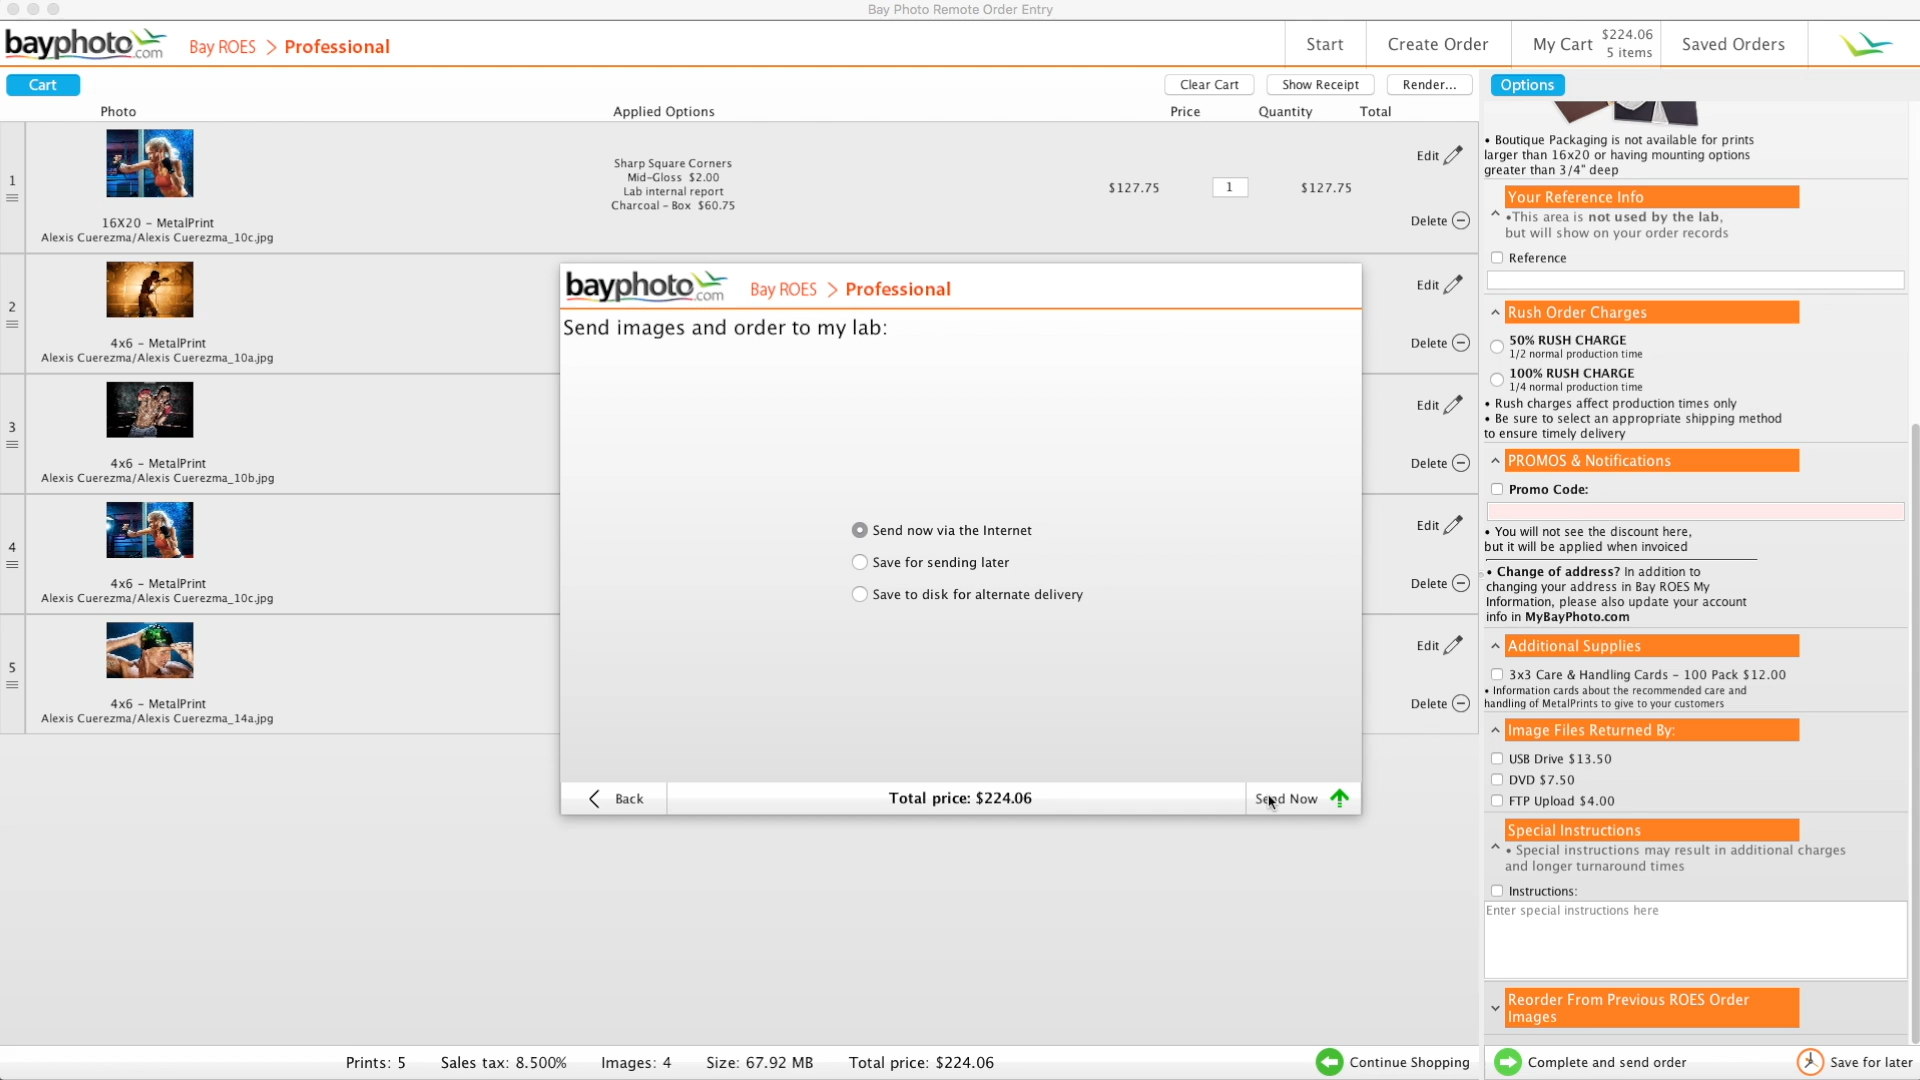 Bay Photo Remote Order Entry
bayphoto.com
Bay ROES > Professional
Start
Create Order
My Cart
$224.06
5 items
Saved Orders
Cart
Clear Cart
Show Receipt
Render...
Options
Photo
Applied Options
Price
Quantity
Total
1
16X20 - MetalPrint
Alexis Cuerezma/Alexis Cuerezma_10c.jpg
Sharp Square Corners
Mid-Gloss $2.00
Lab internal report
Charcoal - Box $60.75
$127.75
1
$127.75
Edit
Delete
2
4x6 - MetalPrint
Alexis Cuerezma/Alexis Cuerezma_10a.jpg
Edit
Delete
3
4x6 - MetalPrint
Alexis Cuerezma/Alexis Cuerezma_10b.jpg
Edit
Delete
4
4x6 - MetalPrint
Alexis Cuerezma/Alexis Cuerezma_10c.jpg
Edit
Delete
5
4x6 - MetalPrint
Alexis Cuerezma/Alexis Cuerezma_14a.jpg
Edit
Delete
bayphoto.com
Bay ROES > Professional
Send images and order to my lab:
Send now via the Internet
Save for sending later
Save to disk for alternate delivery
Back
Total price: $224.06
Send Now
• Boutique Packaging is not available for prints
larger than 16x20 or having mounting options
greater than 3/4" deep
Your Reference Info
•This area is not used by the lab,
but will show on your order records
Reference
Rush Order Charges
50% RUSH CHARGE
1/2 normal production time
100% RUSH CHARGE
1/4 normal production time
• Rush charges affect production times only
• Be sure to select an appropriate shipping method
to ensure timely delivery
PROMOS & Notifications
Promo Code:
• You will not see the discount here,
but it will be applied when invoiced
• Change of address? In addition to
changing your address in Bay ROES My
Information, please also update your account
info in MyBayPhoto.com
Additional Supplies
3x3 Care & Handling Cards - 100 Pack $12.00
• Information cards about the recommended care and
handling of MetalPrints to give to your customers
Image Files Returned By:
USB Drive $13.50
DVD $7.50
FTP Upload $4.00
Special Instructions
• Special instructions may result in additional charges
and longer turnaround times
Instructions:
Enter special instructions here
Reorder From Previous ROES Order
Images
Prints: 5
Sales tax: 8.500%
Images: 4
Size: 67.92 MB
Total price: $224.06
Continue Shopping
Complete and send order
Save for later